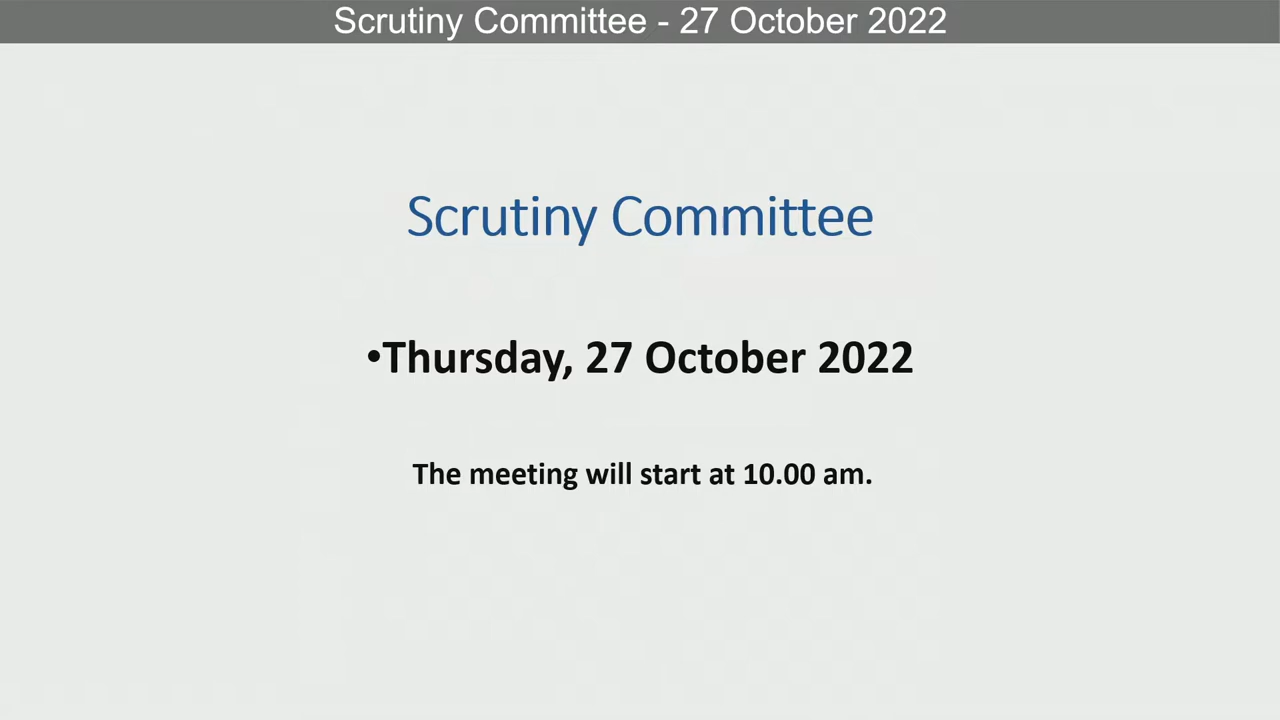 Scrutiny Committee - 27 October 2022
Scrutiny Committee
•Thursday, 27 October 2022
The meeting will start at 10.00 am.